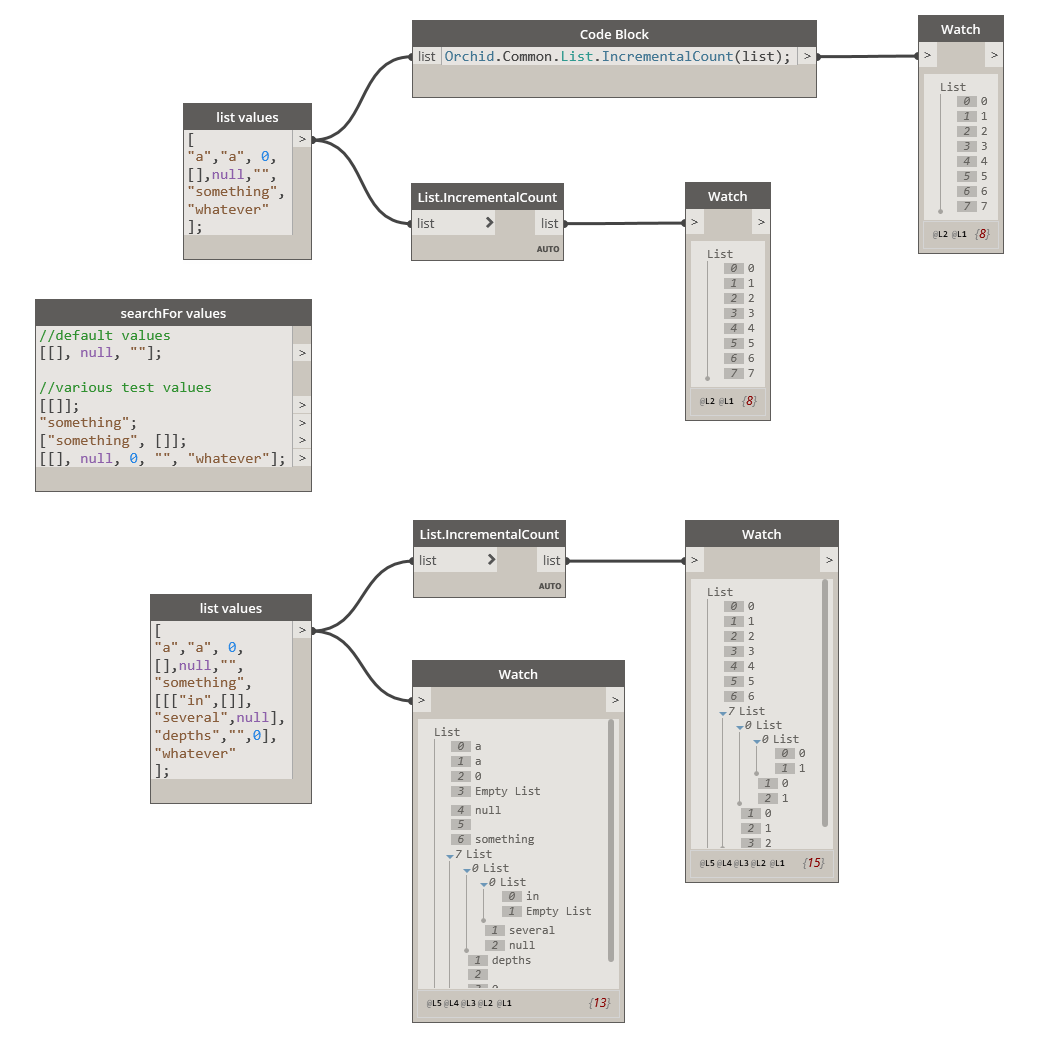 Code Block
list Orchid.Common.List.IncrementalCount(list); >
Watch
> >
List
0 0
1 1
2 2
3 3
4 4
5 5
6 6
7 7
@L2 @L1 {8}
list values
[
"a","a", 0,
[],null,"",
"something",
"whatever"
];
>
List.IncrementalCount
list > list
AUTO
Watch
> >
List
0 0
1 1
2 2
3 3
4 4
5 5
6 6
7 7
@L2 @L1 {8}
searchFor values
//default values
[[], null, ""]; >
//various test values
[[]]; >
"something"; >
["something", []]; >
[[], null, 0, "", "whatever"]; >
List.IncrementalCount
list > list
AUTO
Watch
> >
List
0 0
1 1
2 2
3 3
4 4
5 5
6 6
7 List
0 List
0 List
0 0
1 1
1 0
2 1
1 0
2 1
3 2
@L5 @L4 @L3 @L2 @L1 {15}
list values
[
"a","a", 0,
[],null,"",
"something",
[[["in",[]],
"several",null],
"depths","",0],
"whatever"
];
>
Watch
> >
List
0 a
1 a
2 0
3 Empty List
4 null
5
6 something
7 List
0 List
0 List
0 in
1 Empty List
1 several
2 null
1 depths
2
@L5 @L4 @L3 @L2 @L1 {13}